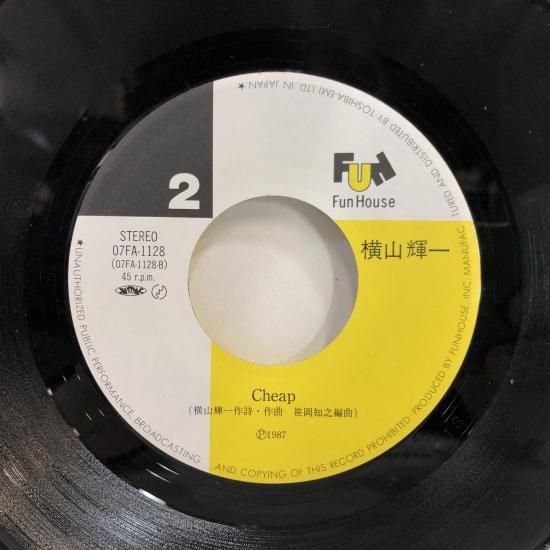 2
FUN
Fun House
STEREO
07FA-1128
(07FA-1128-B)
45 r.p.m.
横山輝一
Cheap
(横山輝一作詩・作曲 笹岡知之編曲)
Ⓟ1987
★UNAUTHORIZED PUBLIC PERFORMANCE, BROADCASTING AND COPYING OF THIS RECORD PROHIBITED・PRODUCED BY FUNHOUSE, INC. MANUFACTURED AND DISTRIBUTED BY TOSHIBA-EMI LTD. IN JAPAN★